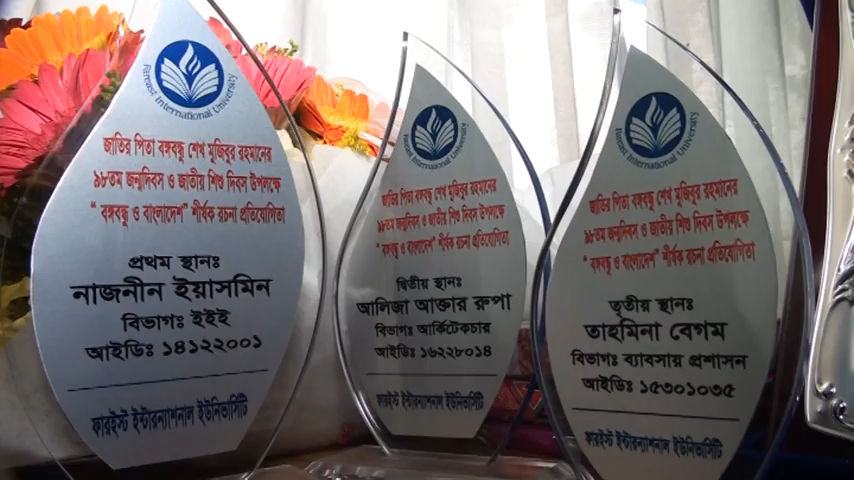 Fareast International University
জাতির পিতা বঙ্গবন্ধু শেখ মুজিবুর রহমানের
৯৮তম জন্মদিবস ও জাতীয় শিশু দিবস উপলক্ষে
“ বঙ্গবন্ধু ও বাংলাদেশ” শীর্ষক রচনা প্রতিযোগিতা
প্রথম স্থানঃ
নাজনীন ইয়াসমিন
বিভাগঃ ইইই
আইডিঃ ১৪১২২০০১
ফারইস্ট ইন্টারন্যাশনাল ইউনিভার্সিটি
Fareast International University
জাতির পিতা বঙ্গবন্ধু শেখ মুজিবুর রহমানের
৯৮তম জন্মদিবস ও জাতীয় শিশু দিবস উপলক্ষে
“ বঙ্গবন্ধু ও বাংলাদেশ” শীর্ষক রচনা প্রতিযোগিতা
দ্বিতীয় স্থানঃ
আলিজা আক্তার রুপা
বিভাগঃ আর্কিটেকচার
আইডিঃ ১৬২২৮০১৪
ফারইস্ট ইন্টারন্যাশনাল ইউনিভার্সিটি
Fareast International University
জাতির পিতা বঙ্গবন্ধু শেখ মুজিবুর রহমানের
৯৮তম জন্মদিবস ও জাতীয় শিশু দিবস উপলক্ষে
“ বঙ্গবন্ধু ও বাংলাদেশ” শীর্ষক রচনা প্রতিযোগিতা
তৃতীয় স্থানঃ
তাহমিনা বেগম
বিভাগঃ ব্যাবসায় প্রশাসন
আইডিঃ ১৫৩০১০৩৫
ফারইস্ট ইন্টারন্যাশনাল ইউনিভার্সিটি